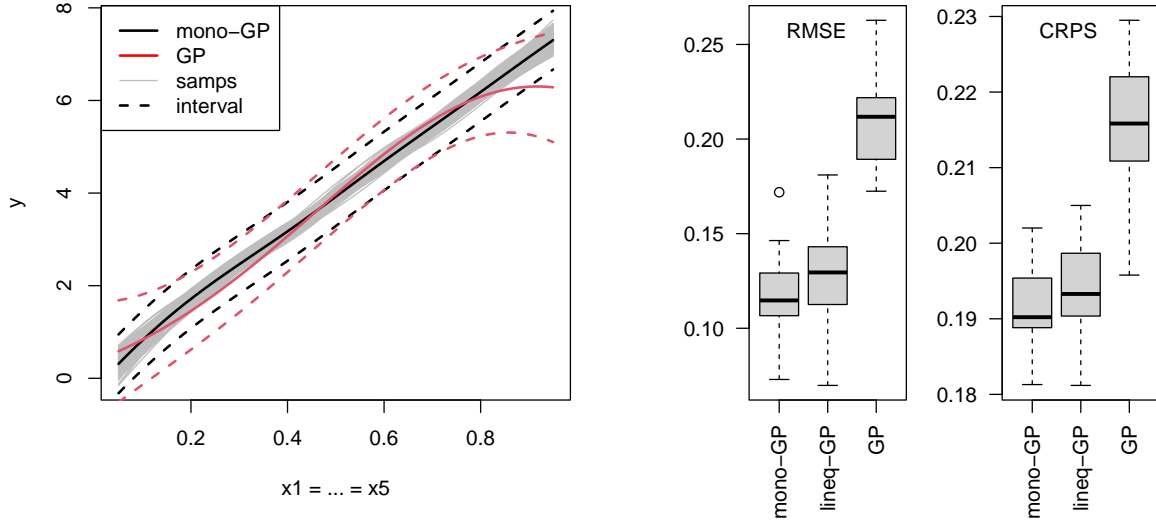 mono−GP
GP
samps
interval
y
0
2
4
6
8
0.2
0.4
0.6
0.8
x1 = ... = x5
RMSE
0.25
0.20
0.15
0.10
mono−GP
lineq−GP
GP
CRPS
0.23
0.22
0.21
0.20
0.19
0.18
mono−GP
lineq−GP
GP